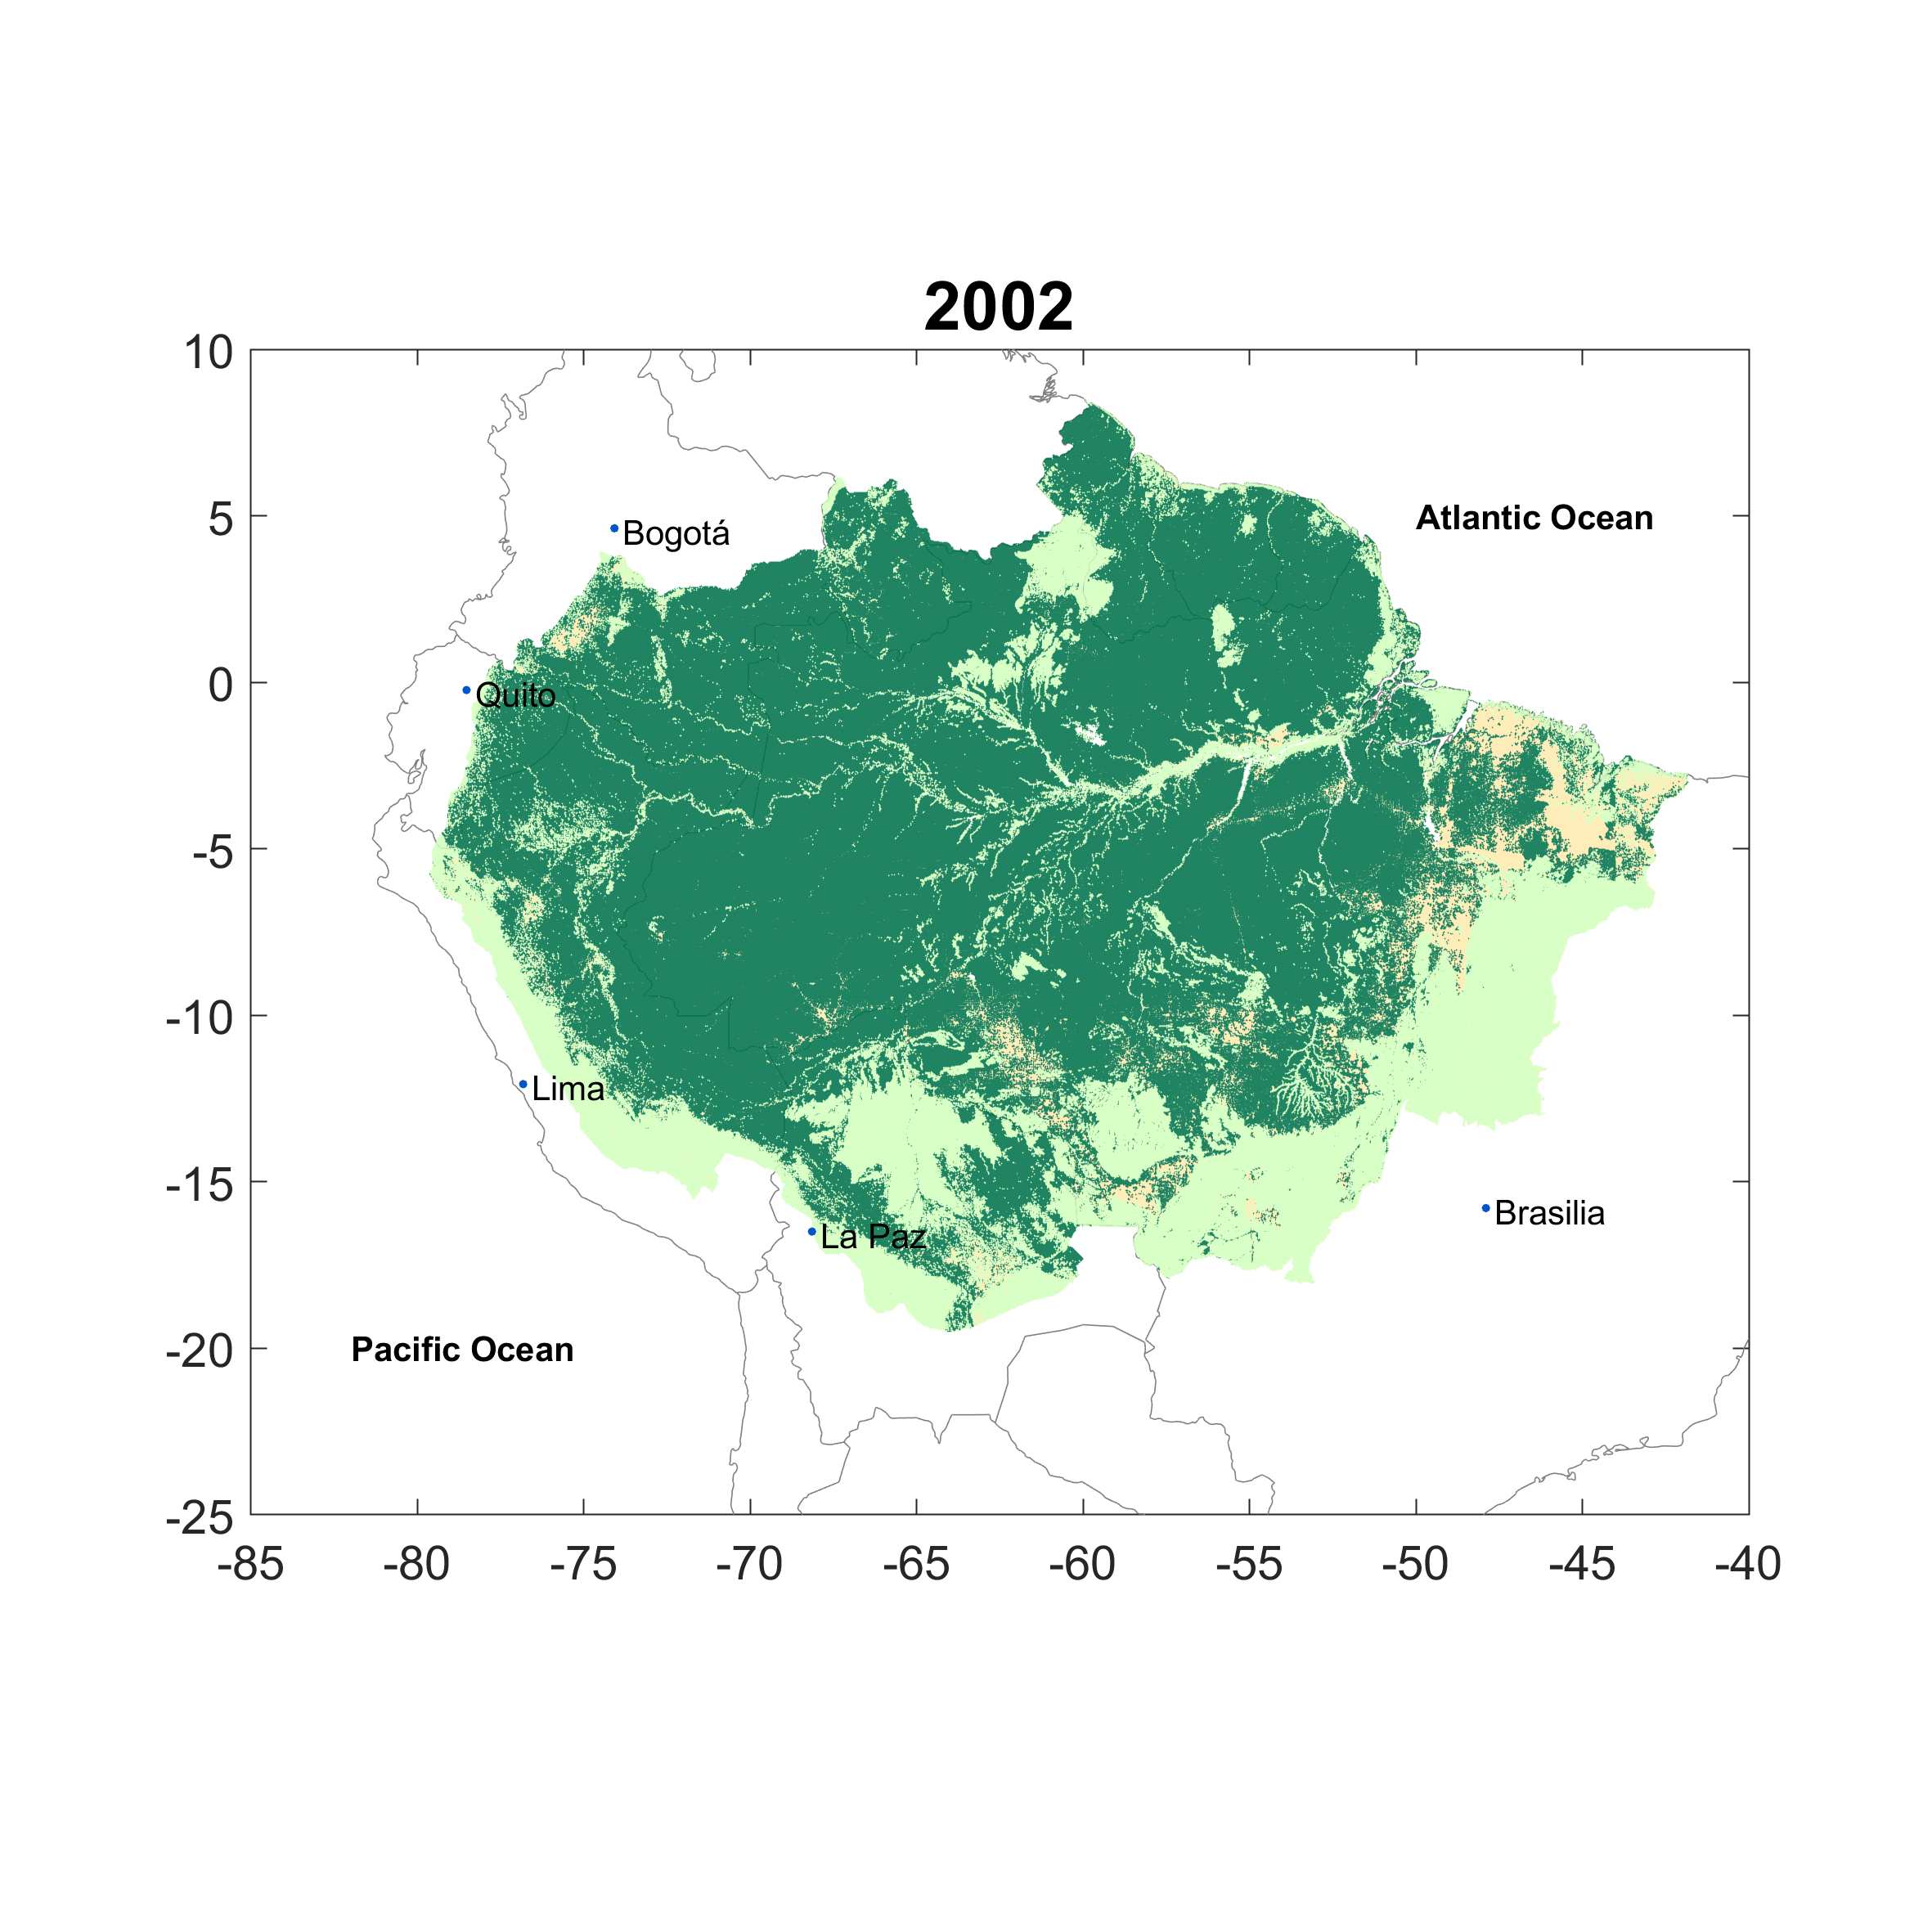 2002
10
5
0
-5
-10
-15
-20
-25
Atlantic Ocean
Bogotá
Quito
Lima
La Paz
Brasilia
Pacific Ocean
-85 -80 -75 -70 -65 -60 -55 -50 -45 -40